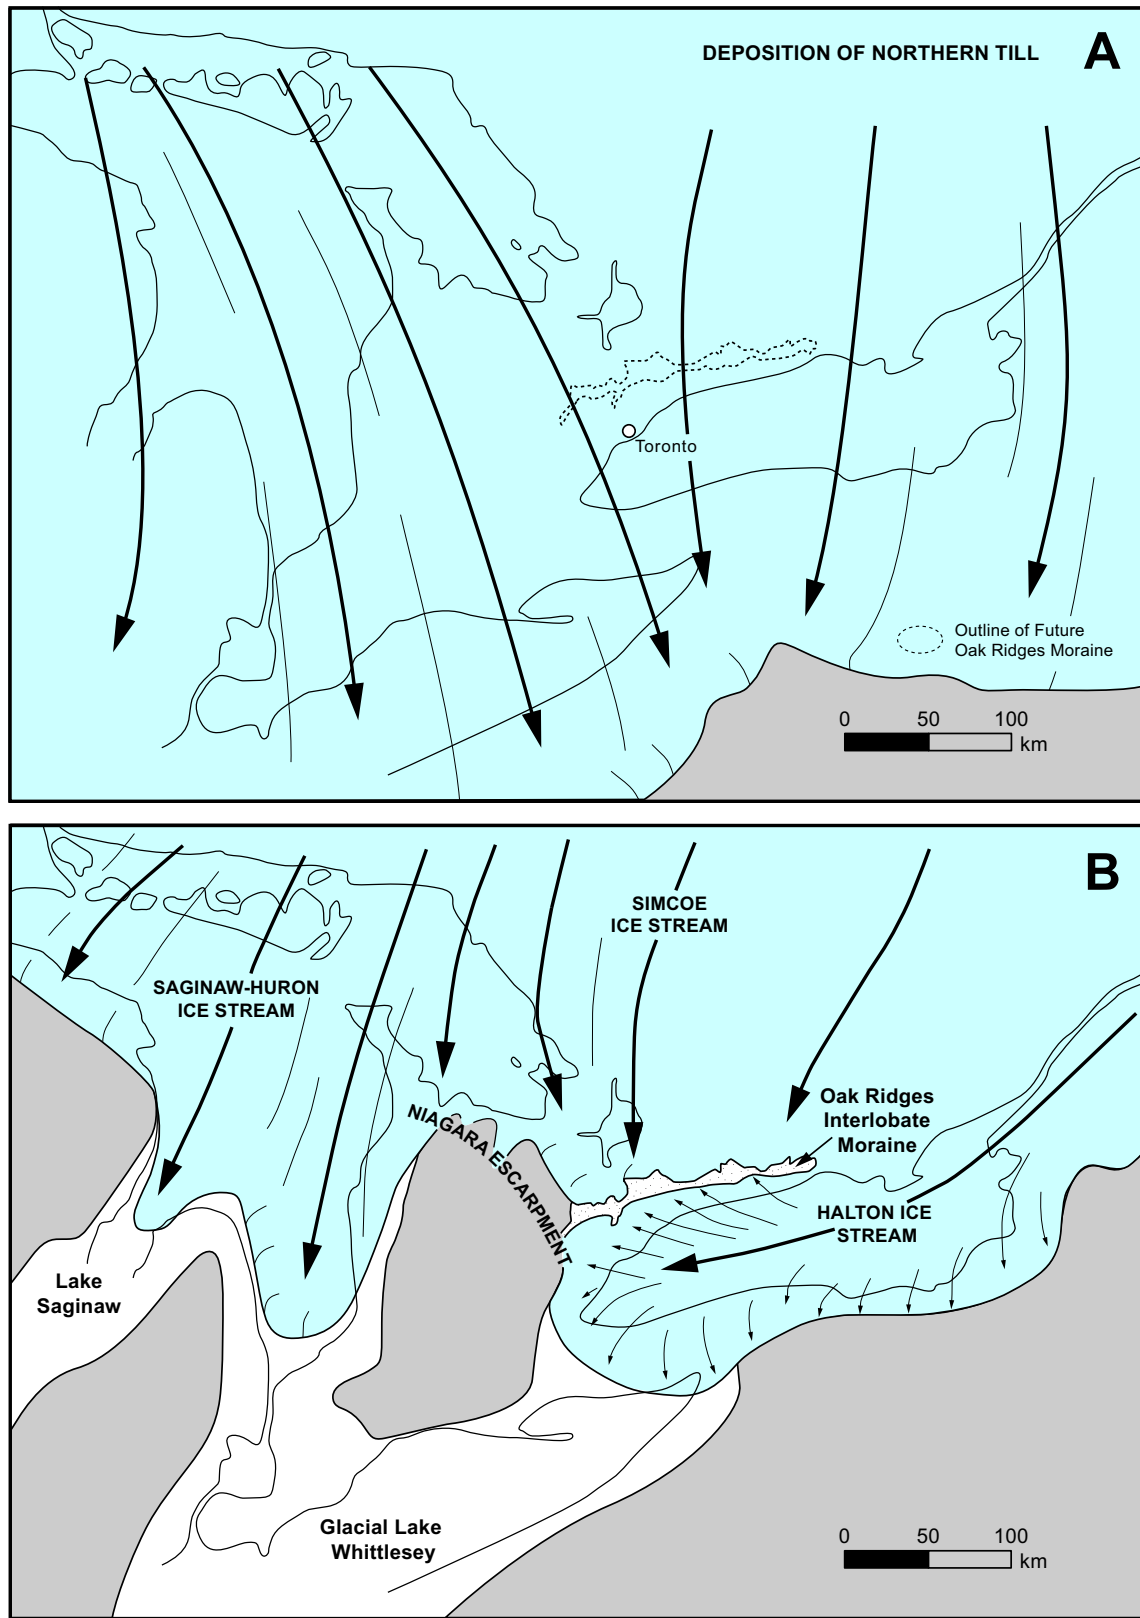 DEPOSITION OF NORTHERN TILL
A
Toronto
Outline of Future
Oak Ridges Moraine
0 50 100
km
B
SIMCOE
ICE STREAM
SAGINAW-HURON
ICE STREAM
Oak Ridges
Interlobate
Moraine
NIAGARA ESCARPMENT
HALTON ICE
STREAM
Lake
Saginaw
Glacial Lake
Whittlesey
0 50 100
km